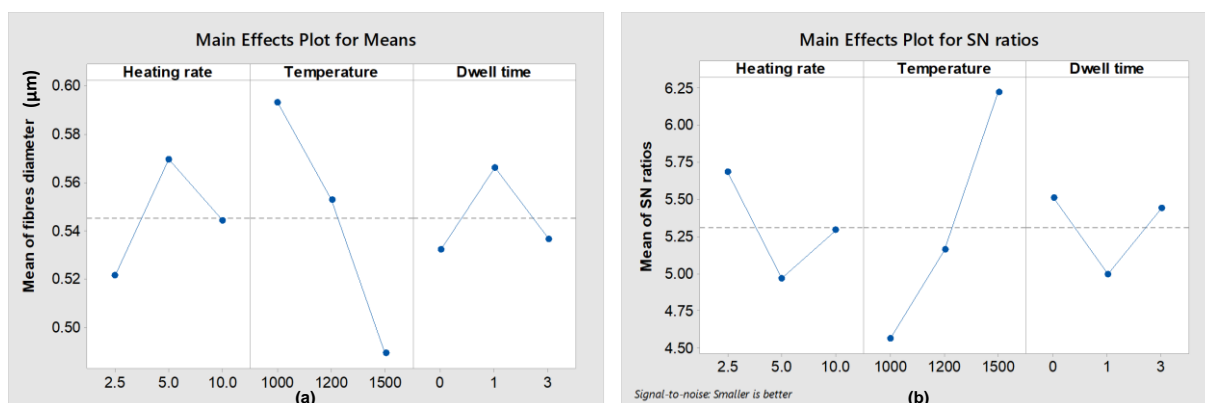 Main Effects Plot for Means
Heating rate Temperature Dwell time
Mean of fibres diameter (µm)
0.60
0.58
0.56
0.54
0.52
0.50
2.5 5.0 10.0 1000 1200 1500 0 1 3
(a)
Main Effects Plot for SN ratios
Heating rate Temperature Dwell time
Mean of SN ratios
6.25
6.00
5.75
5.50
5.25
5.00
4.75
4.50
2.5 5.0 10.0 1000 1200 1500 0 1 3
Signal-to-noise: Smaller is better
(b)